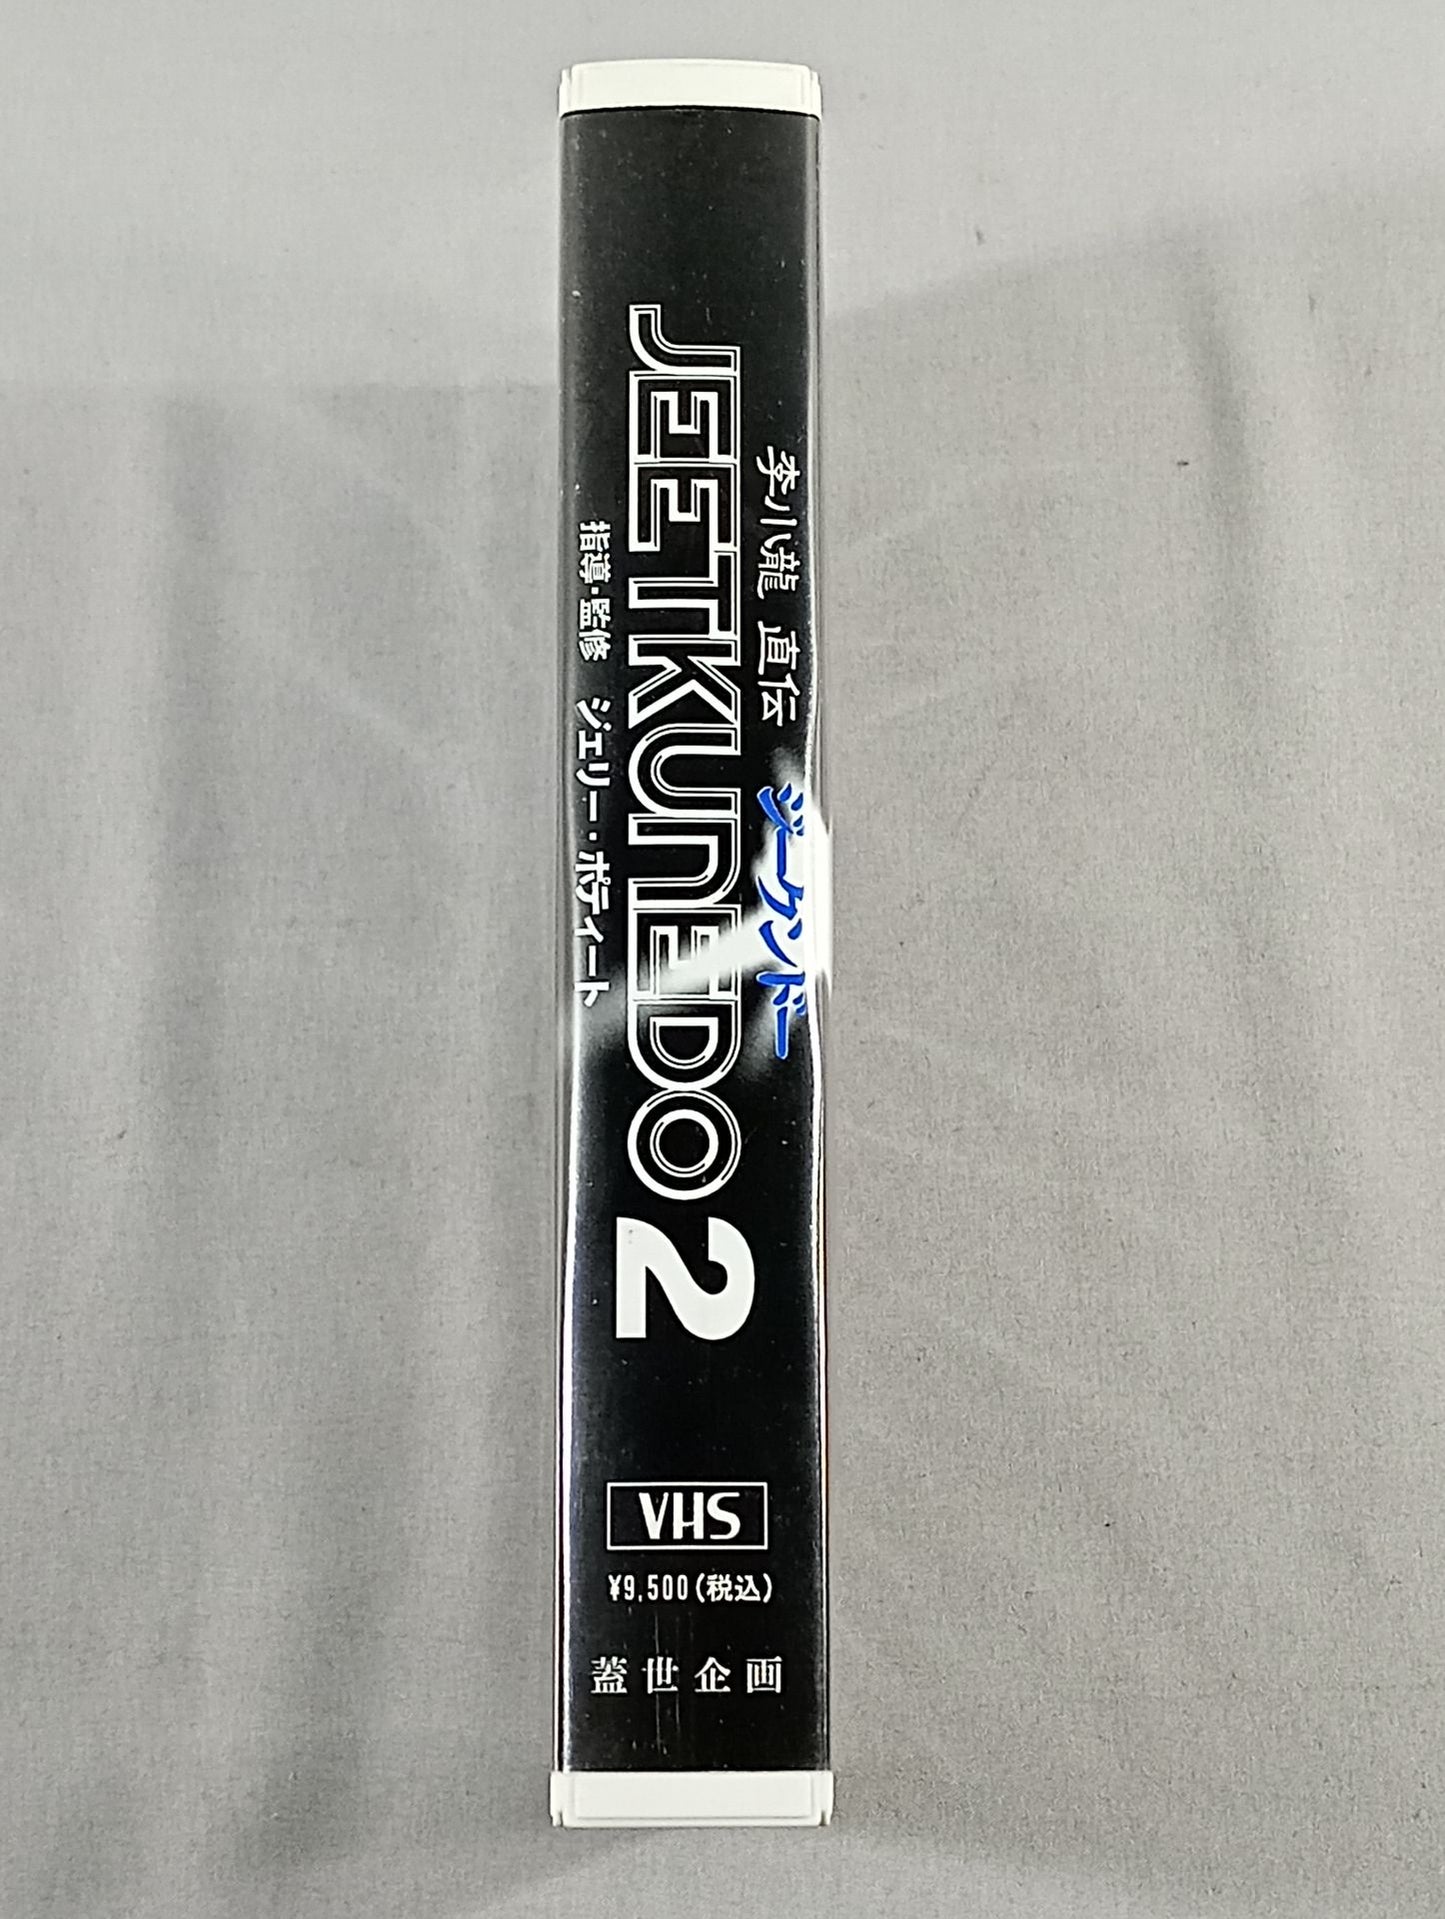 李小龍 直伝 ジークンドー
JEETKUNEDO 2
指導・監修 ジェリー・ポティート
VHS
¥9,500(税込)
蓋世企画